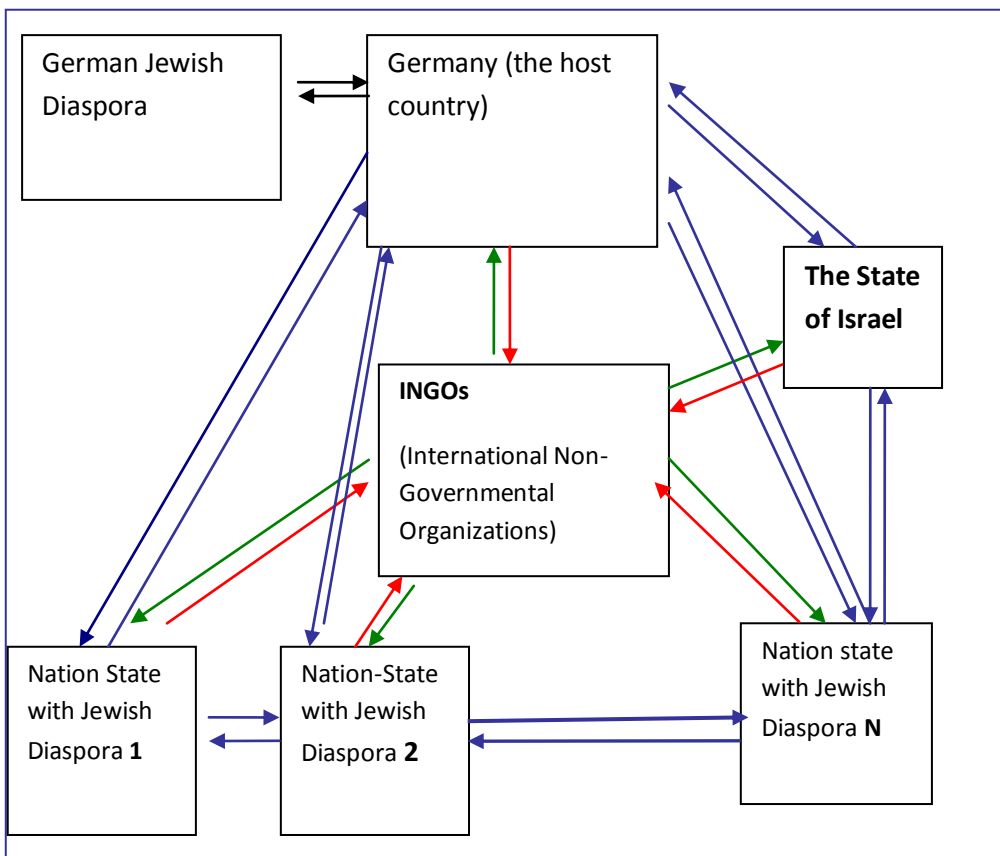 German Jewish
Diaspora
Germany (the host
country)
The State
of Israel
INGOs
(International Non-
Governmental
Organizations)
Nation State
with Jewish
Diaspora 1
Nation-State
with Jewish
Diaspora 2
Nation state
with Jewish
Diaspora N